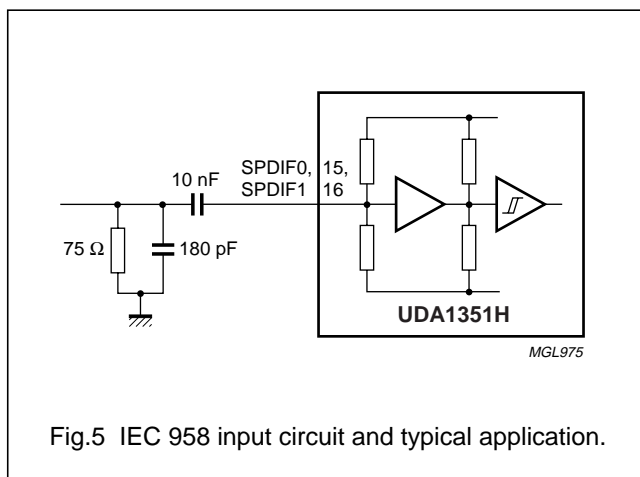 SPDIF0, 15,
SPDIF1 16
10 nF
75 Ω
180 pF
UDA1351H
MGL975
Fig.5 IEC 958 input circuit and typical application.